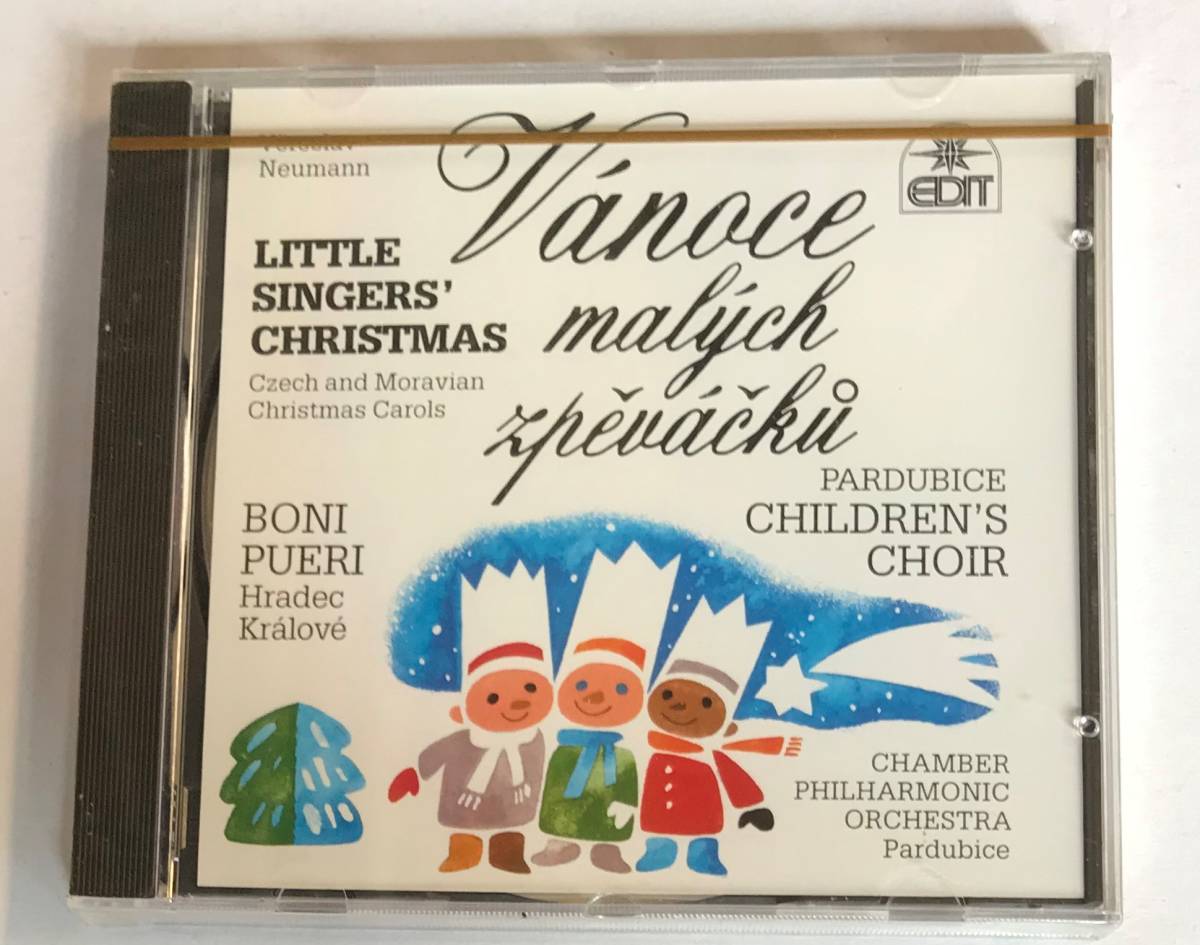 Neumann
Vánoce
malých
zpěváčků
EDIT
LITTLE
SINGERS'
CHRISTMAS
Czech and Moravian
Christmas Carols
BONI
PUERI
Hradec
Králové
PARDUBICE
CHILDREN'S
CHOIR
CHAMBER
PHILHARMONIC
ORCHESTRA
Pardubice